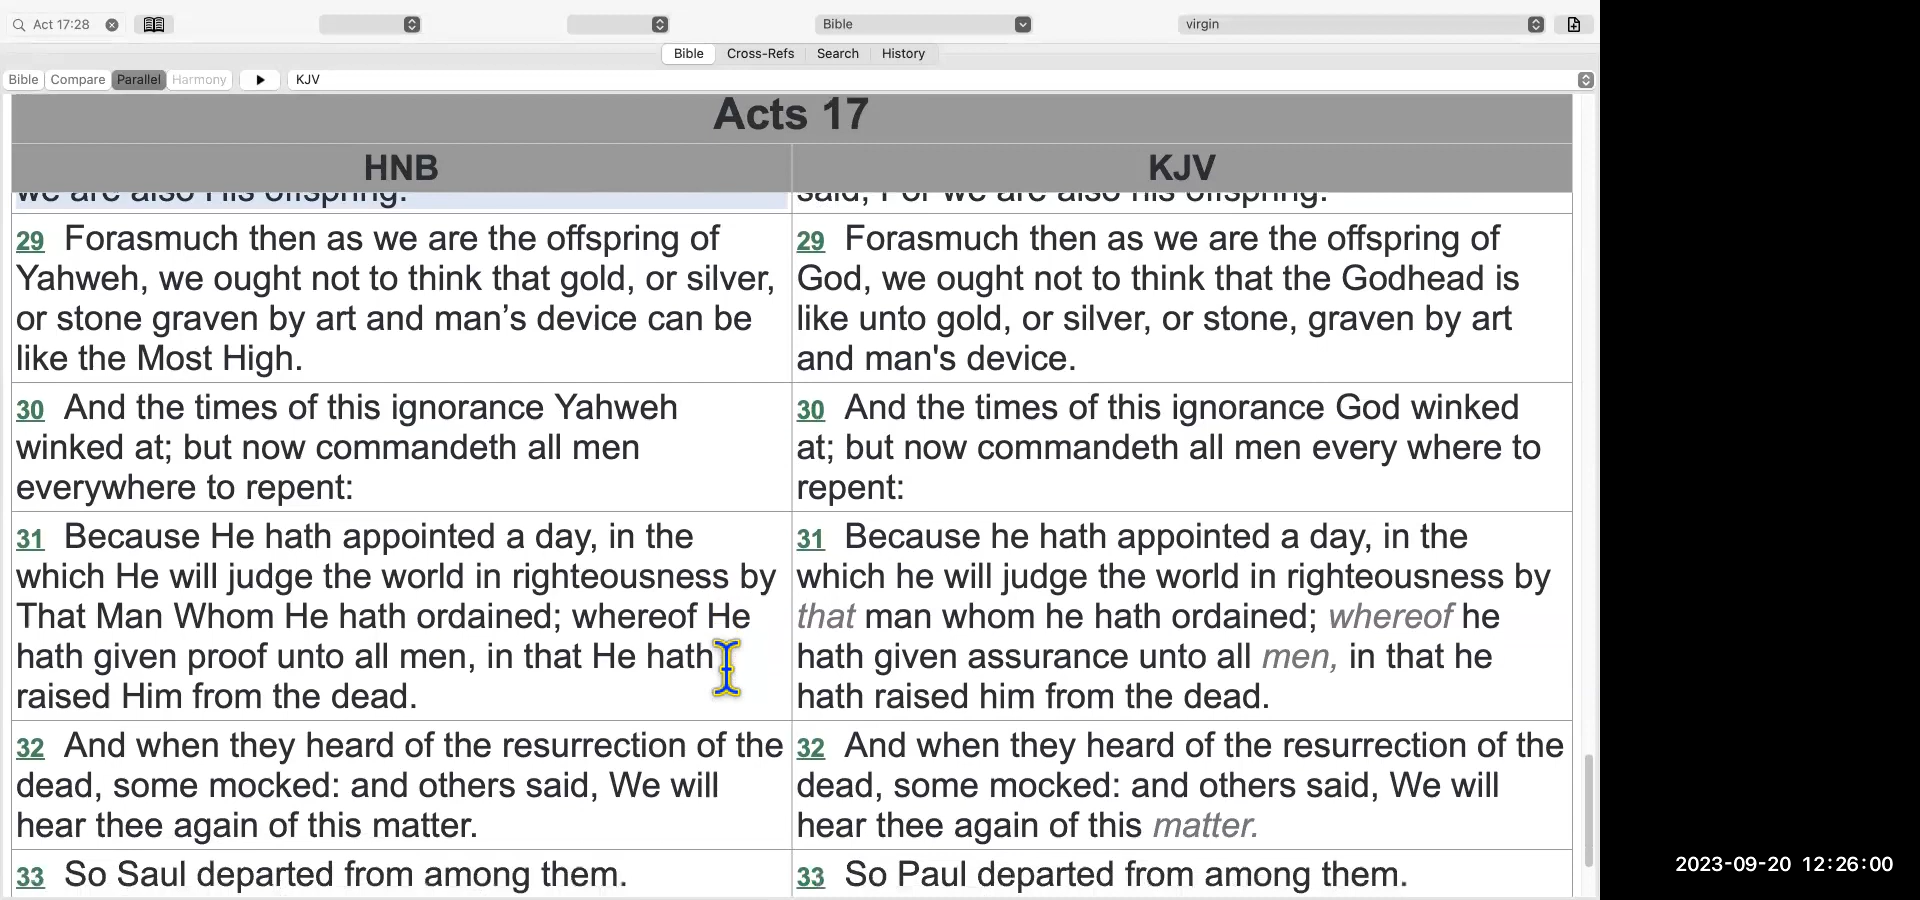 Act 17:28
Bible
virgin
Bible Cross-Refs Search History
Bible Compare Parallel Harmony KJV
Acts 17
HNB
KJV
we are also His offspring.
29 Forasmuch then as we are the offspring of
Yahweh, we ought not to think that gold, or silver,
or stone graven by art and man’s device can be
like the Most High.
30 And the times of this ignorance Yahweh
winked at; but now commandeth all men
everywhere to repent:
31 Because He hath appointed a day, in the
which He will judge the world in righteousness by
That Man Whom He hath ordained; whereof He
hath given proof unto all men, in that He hath
raised Him from the dead.
32 And when they heard of the resurrection of the
dead, some mocked: and others said, We will
hear thee again of this matter.
33 So Saul departed from among them.
said, For we are also his offspring.
29 Forasmuch then as we are the offspring of
God, we ought not to think that the Godhead is
like unto gold, or silver, or stone, graven by art
and man's device.
30 And the times of this ignorance God winked
at; but now commandeth all men every where to
repent:
31 Because he hath appointed a day, in the
which he will judge the world in righteousness by
that man whom he hath ordained; whereof he
hath given assurance unto all men, in that he
hath raised him from the dead.
32 And when they heard of the resurrection of the
dead, some mocked: and others said, We will
hear thee again of this matter.
33 So Paul departed from among them.
2023-09-20 12:26:00